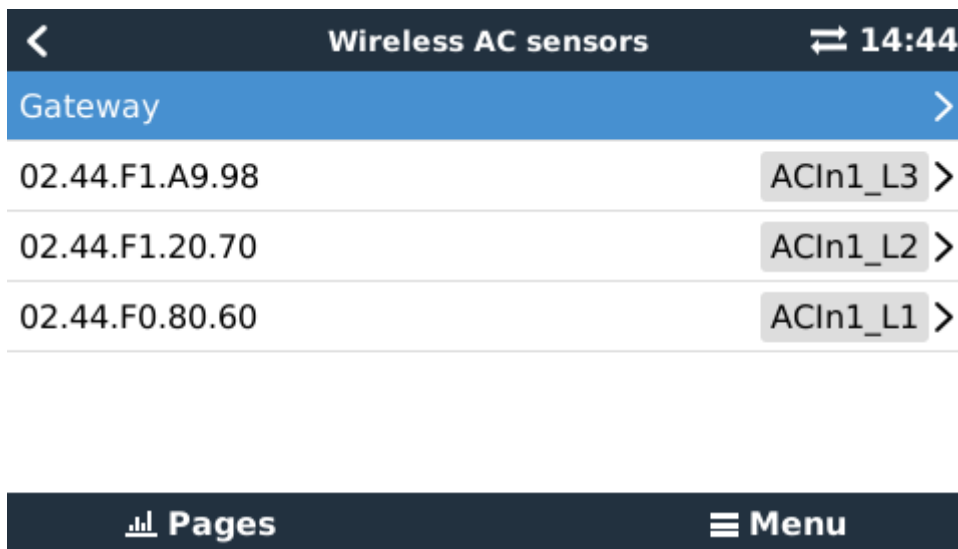 Wireless AC sensors 14:44
Gateway
02.44.F1.A9.98 ACIn1_L3
02.44.F1.20.70 ACIn1_L2
02.44.F0.80.60 ACIn1_L1
Pages Menu